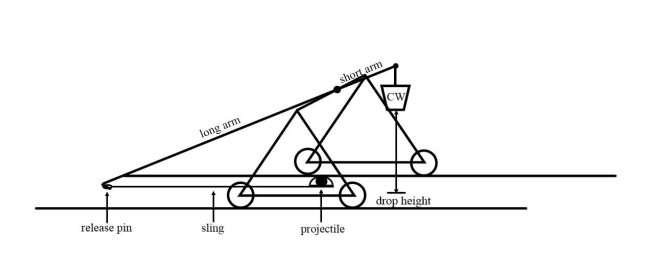 short arm
CW
long arm
drop height
release pin
sling
projectile